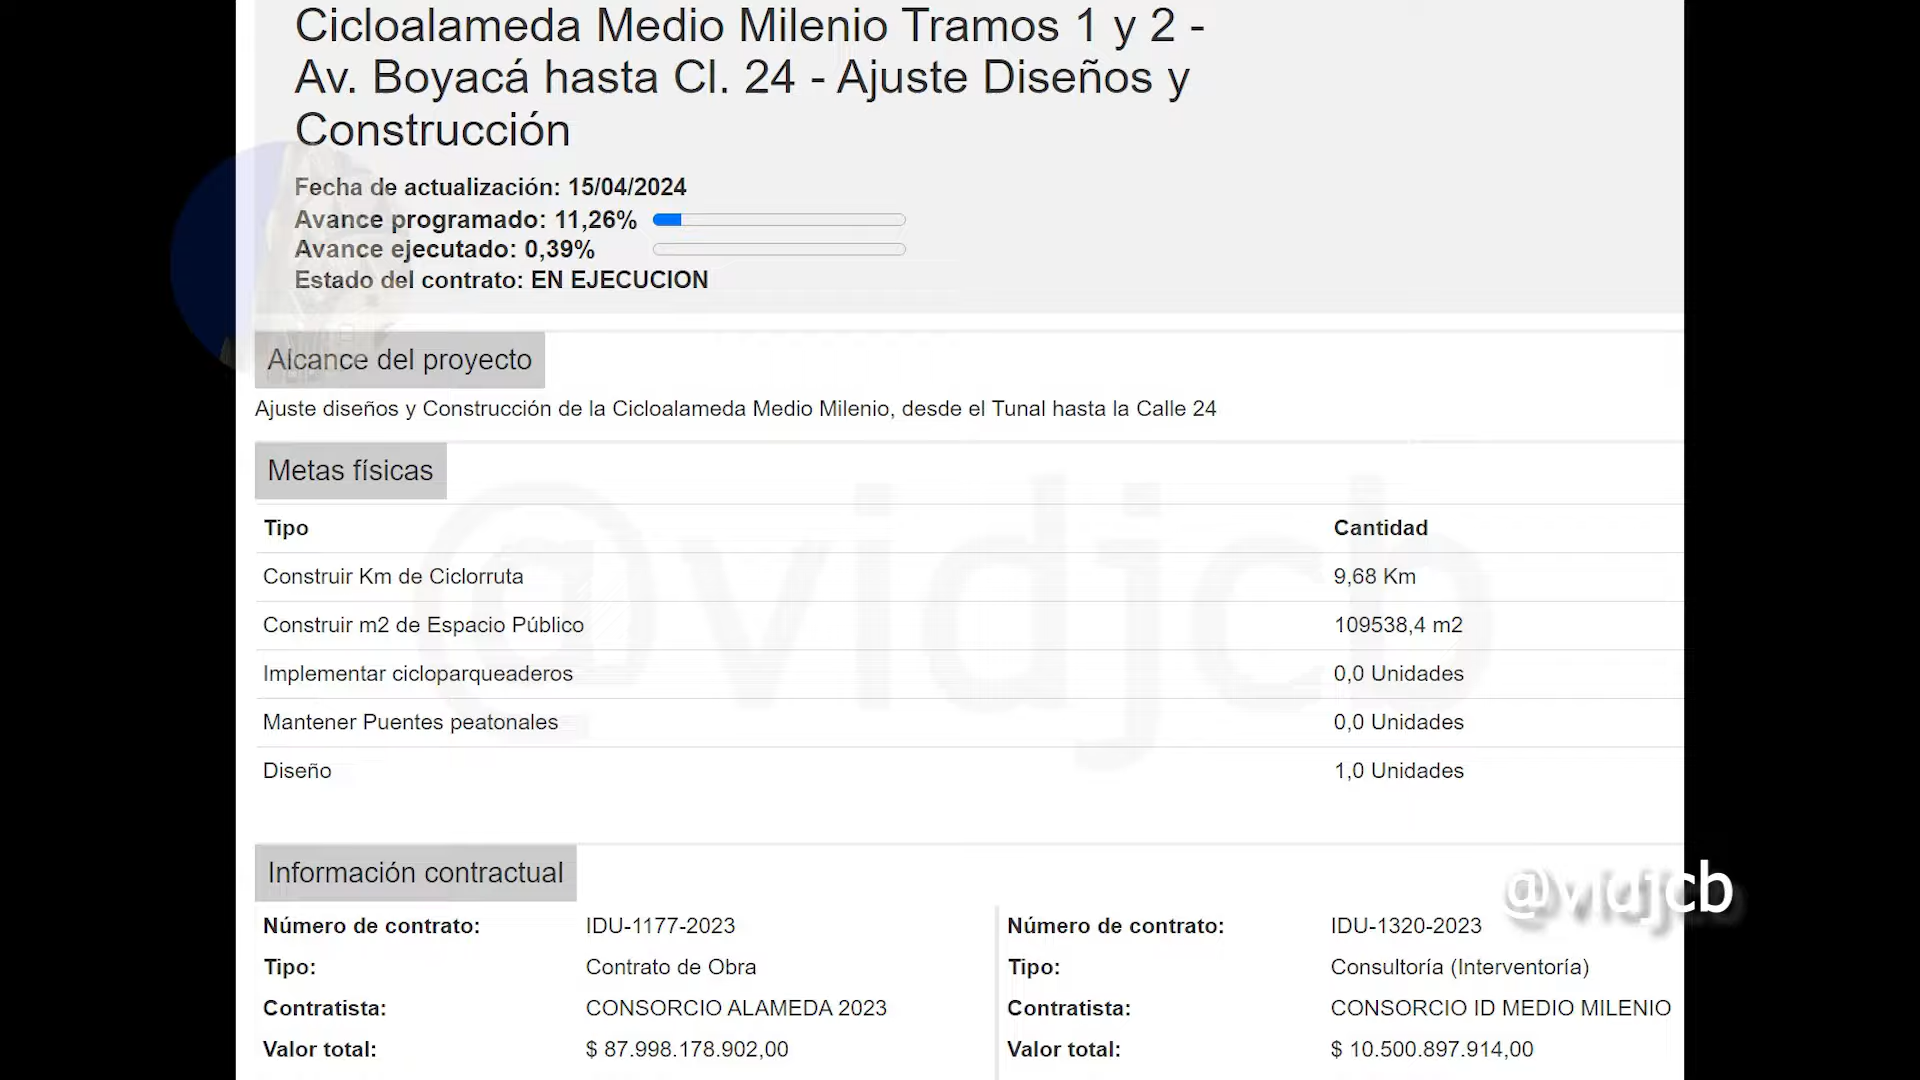 Cicloalameda Medio Milenio Tramos 1 y 2 -
Av. Boyacá hasta Cl. 24 - Ajuste Diseños y
Construcción
Fecha de actualización: 15/04/2024
Avance programado: 11,26%
Avance ejecutado: 0,39%
Estado del contrato: EN EJECUCION
Alcance del proyecto
Ajuste diseños y Construcción de la Cicloalameda Medio Milenio, desde el Tunal hasta la Calle 24
Metas físicas
Tipo Cantidad
Construir Km de Ciclorruta 9,68 Km
Construir m2 de Espacio Público 109538,4 m2
Implementar cicloparqueaderos 0,0 Unidades
Mantener Puentes peatonales 0,0 Unidades
Diseño 1,0 Unidades
@vidjcb
Información contractual
@vidjcb
Número de contrato: IDU-1177-2023 Número de contrato: IDU-1320-2023
Tipo: Contrato de Obra Tipo: Consultoría (Interventoría)
Contratista: CONSORCIO ALAMEDA 2023 Contratista: CONSORCIO ID MEDIO MILENIO
Valor total: $ 87.998.178.902,00 Valor total: $ 10.500.897.914,00